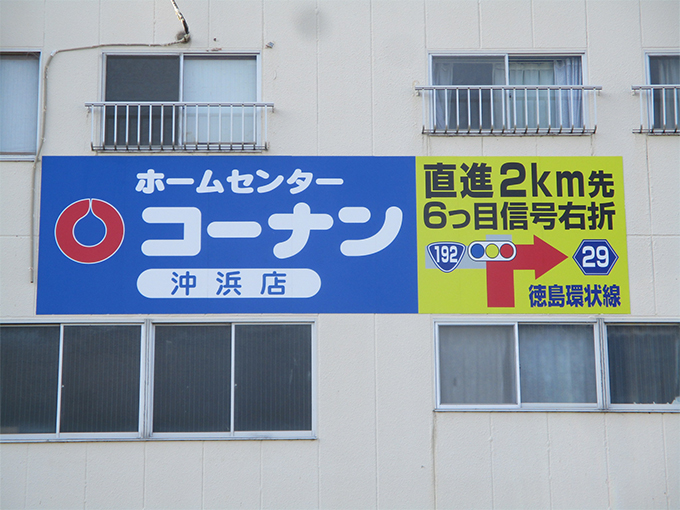 ホームセンター
コーナン
沖浜店
直進2km先
6つ目信号右折
192
29
徳島環状線